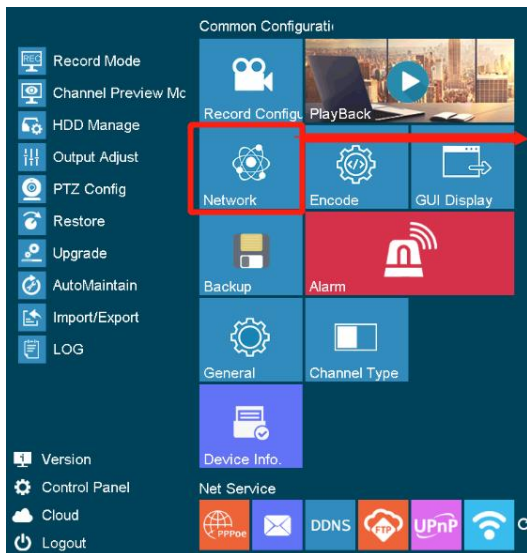 Common Configurati
REC
Record Mode
Channel Preview Mc
HDD Manage
Output Adjust
PTZ Config
Restore
Upgrade
AutoMaintain
Import/Export
LOG
Record Configu
PlayBack
Network
Encode
GUI Display
Backup
Alarm
General
Channel Type
Device Info.
Version
Control Panel
Cloud
Logout
Net Service
PPPoe
DDNS
FTP
UPnP